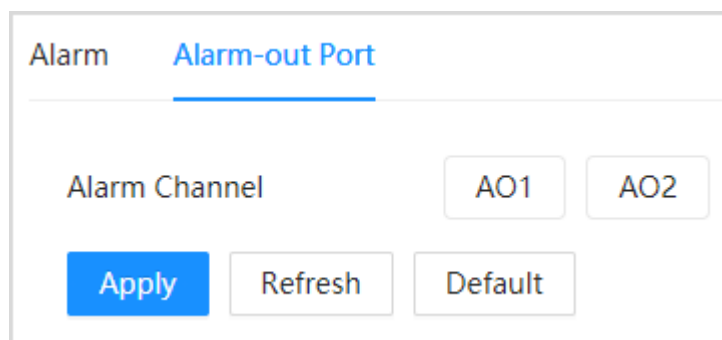 Alarm Alarm-out Port
Alarm Channel AO1 AO2
Apply Refresh Default